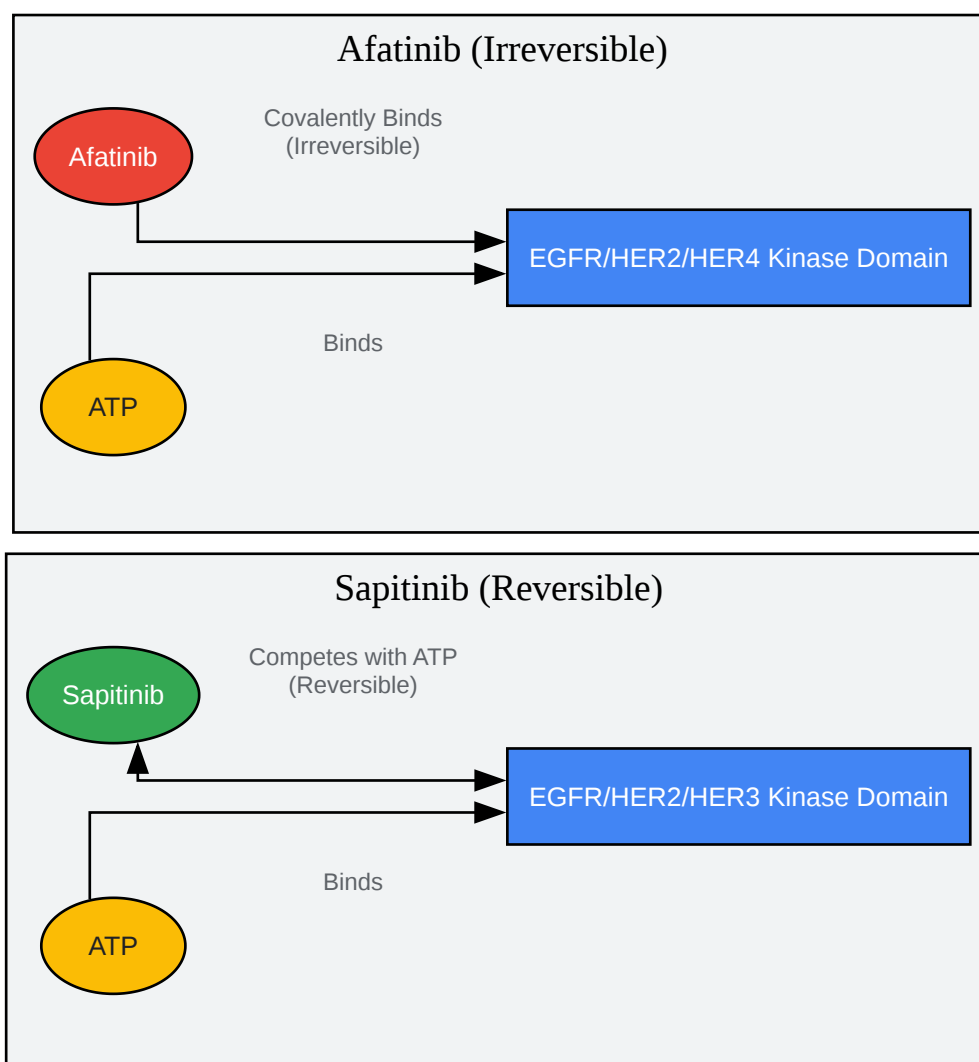 Afatinib (Irreversible)
Covalently Binds
(Irreversible)
Afatinib
EGFR/HER2/HER4 Kinase Domain
Binds
ATP
Sapitinib (Reversible)
Competes with ATP
(Reversible)
Sapitinib
EGFR/HER2/HER3 Kinase Domain
Binds
ATP